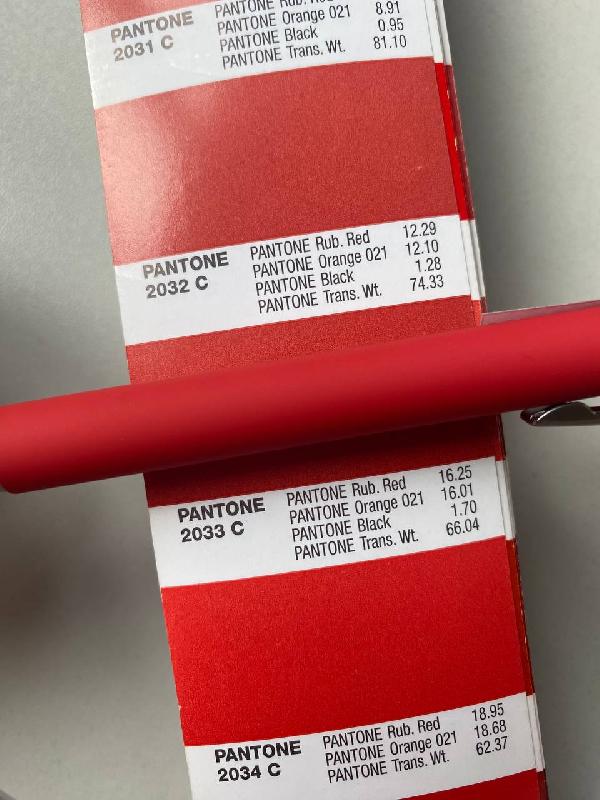 PANTONE Rub. Red
PANTONE 2031 C
PANTONE Orange 021 8.91
PANTONE Black 0.95
PANTONE Trans. Wt. 81.10
PANTONE 2032 C
PANTONE Rub. Red 12.29
PANTONE Orange 021 12.10
PANTONE Black 1.28
PANTONE Trans. Wt. 74.33
PANTONE 2033 C
PANTONE Rub. Red 16.25
PANTONE Orange 021 16.01
PANTONE Black 1.70
PANTONE Trans. Wt. 66.04
PANTONE 2034 C
PANTONE Rub. Red 18.95
PANTONE Orange 021 18.68
PANTONE Trans. Wt. 62.37